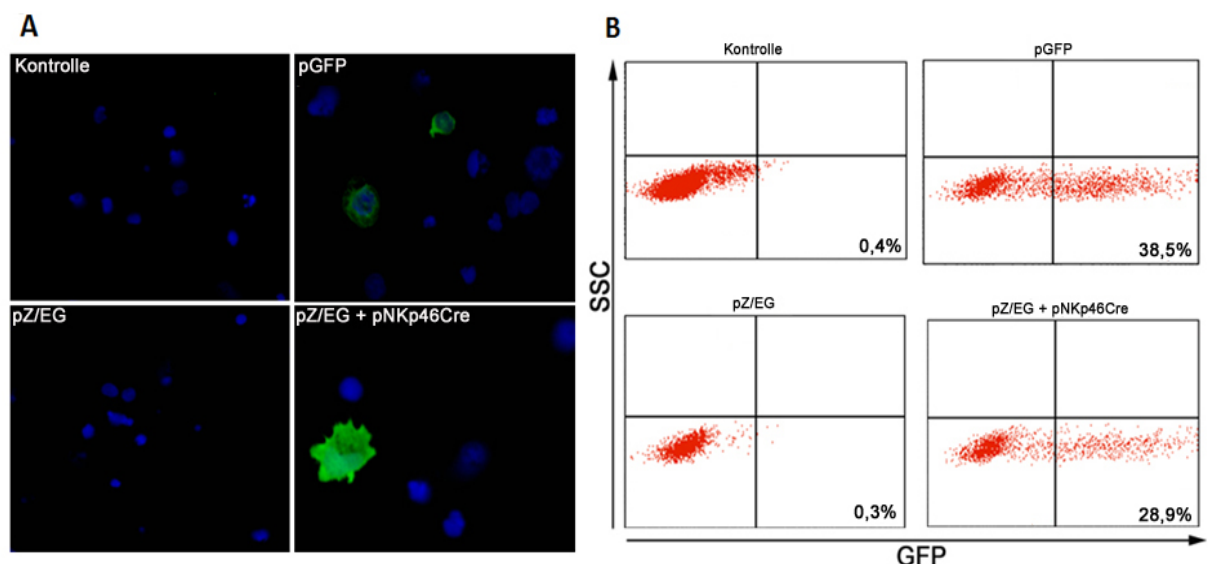 A
Kontrolle
pGFP
pZ/EG
pZ/EG + pNKp46Cre
B
Kontrolle
pGFP
0,4%
38,5%
SSC
pZ/EG
pZ/EG + pNKp46Cre
0,3%
28,9%
GFP